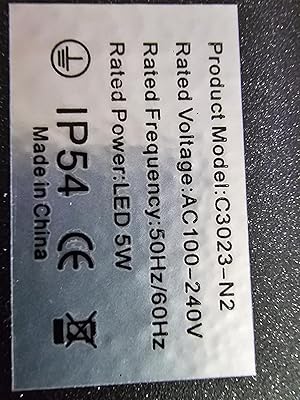 Product Model:C3023-N2
Rated Voltage:AC100-240V
Rated Frequency:50Hz/60Hz
Rated Power:LED 5W
IP54 CE
Made in China